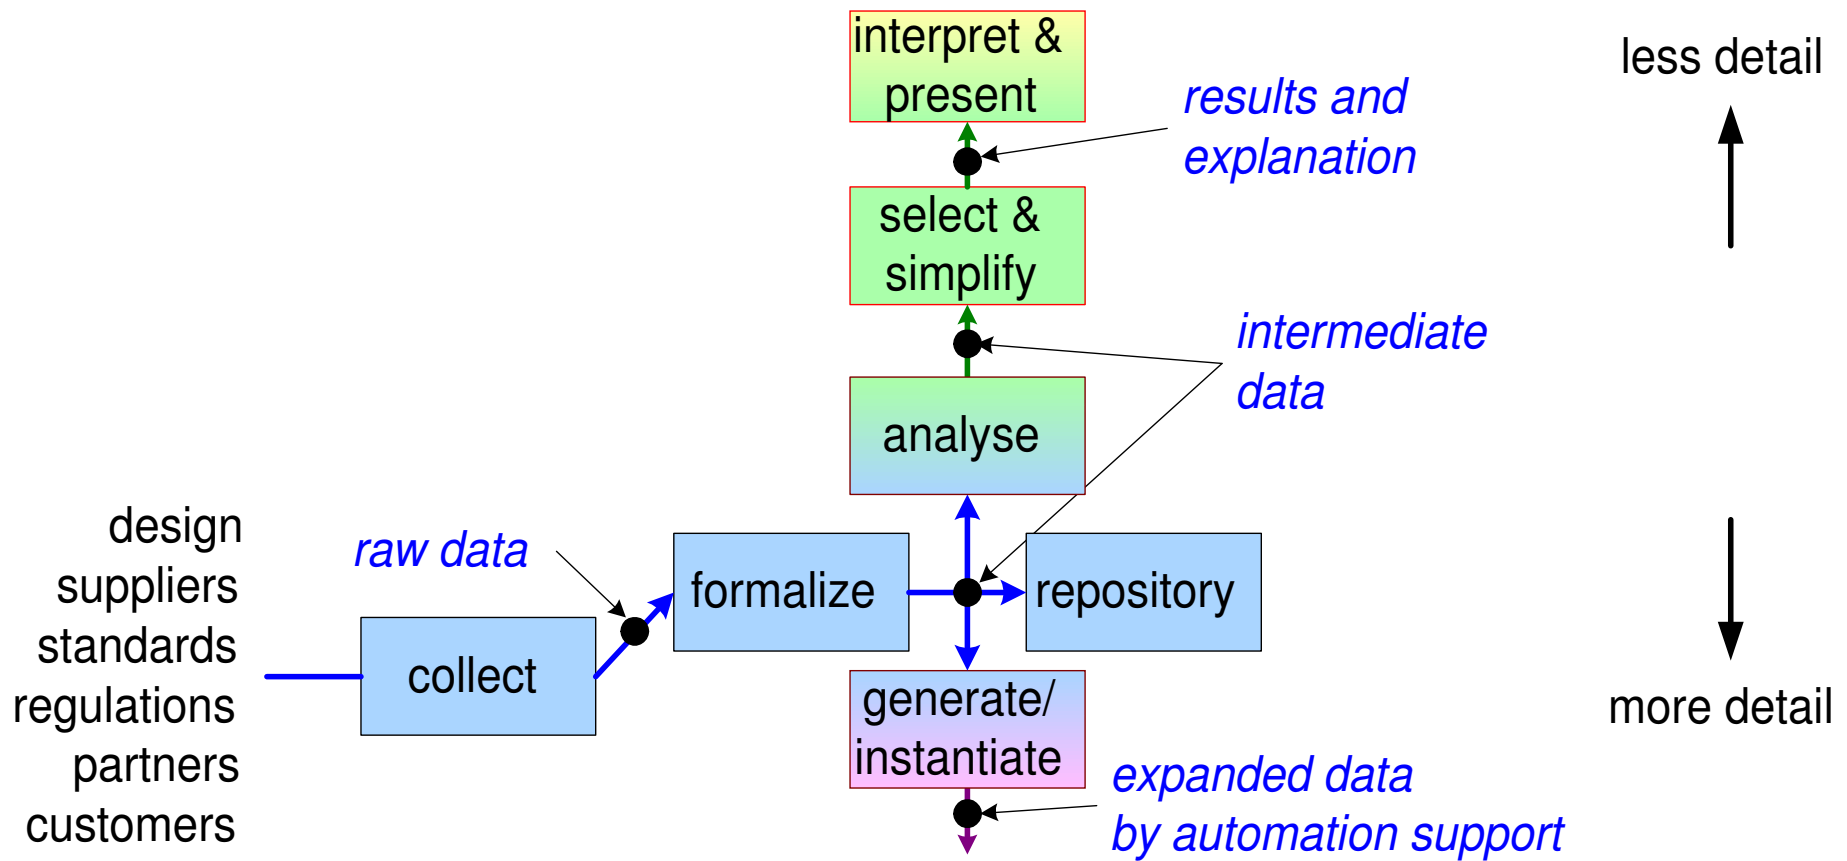 interpret &
present
less detail
results and
explanation
select &
simplify
intermediate
data
analyse
design
suppliers
standards
regulations
partners
customers
raw data
collect
formalize
repository
generate/
instantiate
more detail
expanded data
by automation support